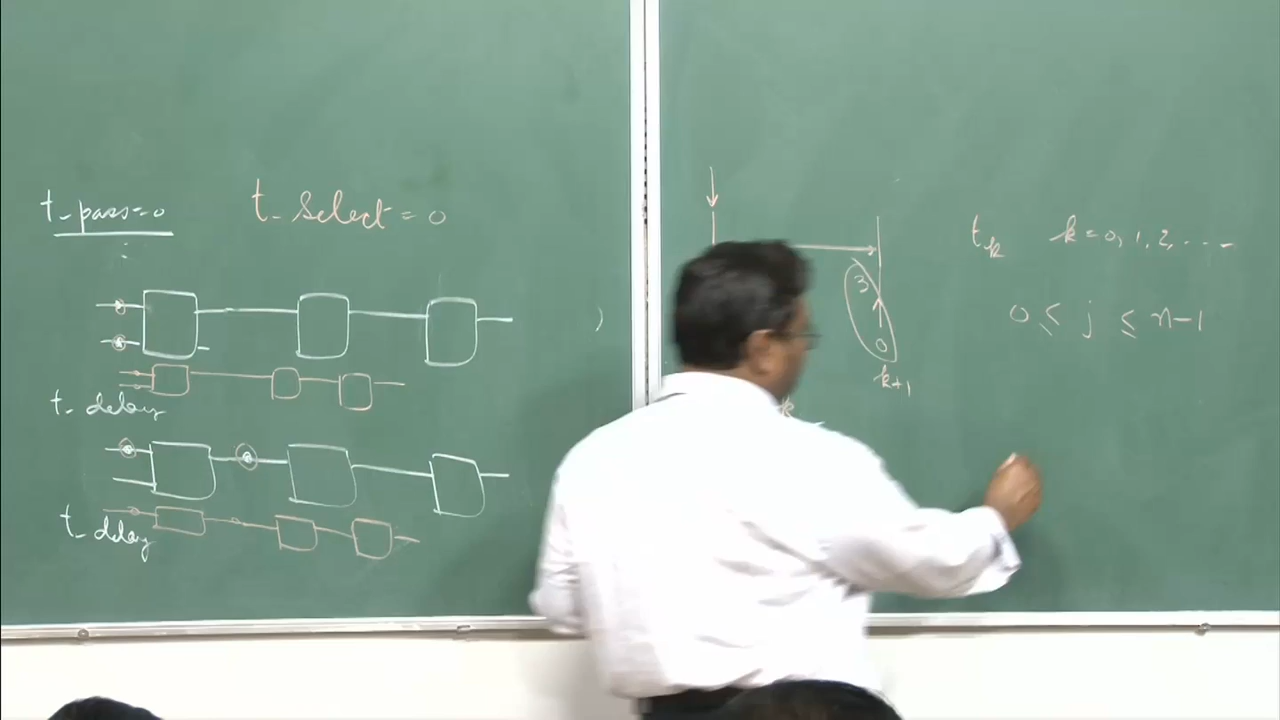 t_pass=0
t_select = 0
t_delay
t_delay
3
0
k+1
t_k k=0, 1, 2, ....
0 ≤ j ≤ n-1